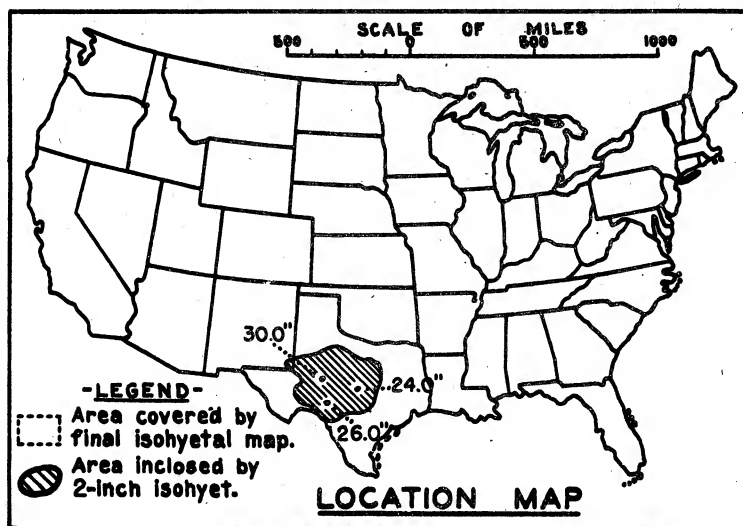 SCALE OF MILES
500 0 500 1000
30.0"
24.0"
26.0"
-LEGEND-
Area covered by
final isohyetal map.
Area inclosed by
2-inch isohyet.
LOCATION MAP